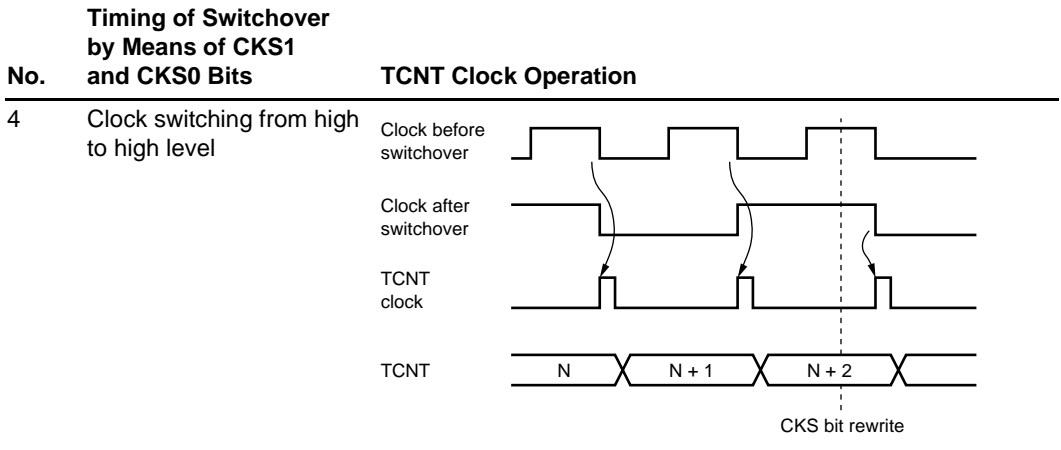 Timing of Switchover
by Means of CKS1
No. and CKS0 Bits TCNT Clock Operation
4 Clock switching from high
to high level
Clock before
switchover
Clock after
switchover
TCNT
clock
TCNT N N + 1 N + 2
CKS bit rewrite